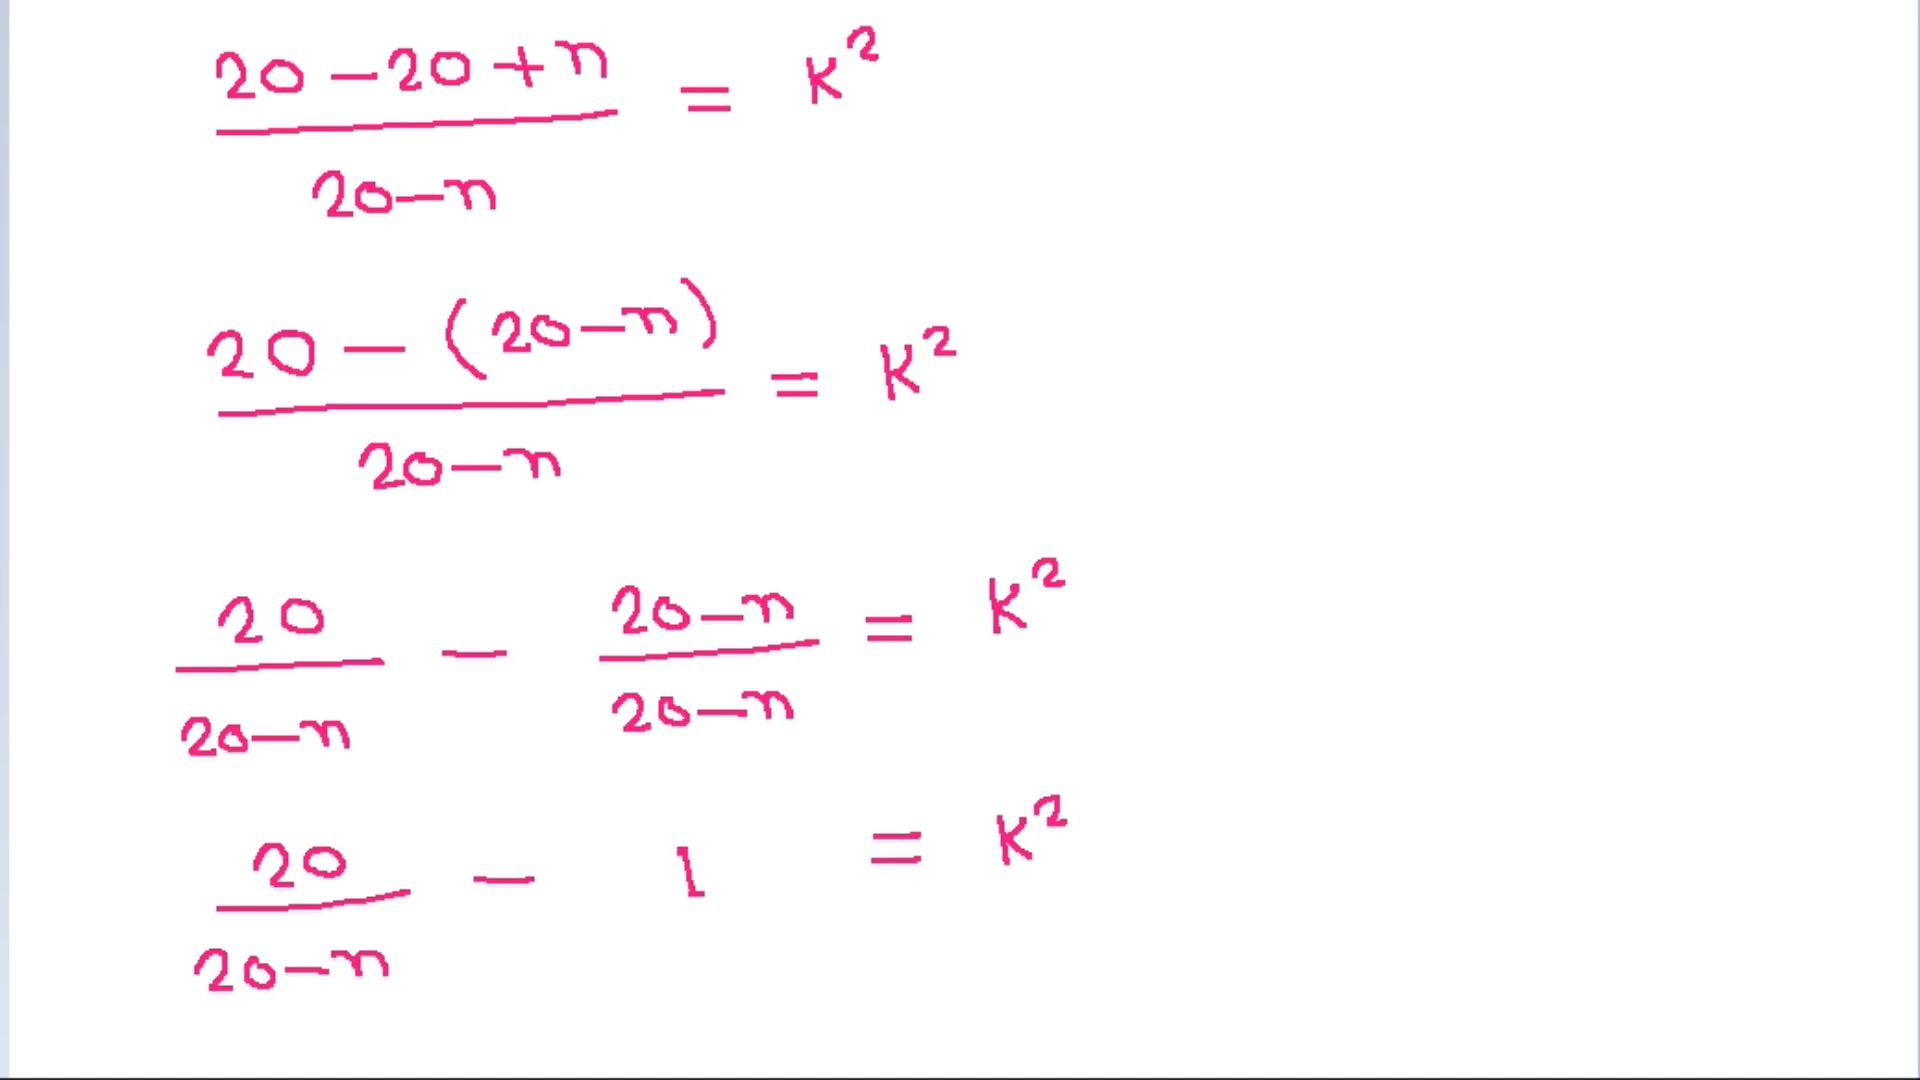 20 - 20 + n / 20 - n = k²
20 - (20 - n) / 20 - n = k²
20 / 20 - n - 20 - n / 20 - n = k²
20 / 20 - n - 1 = k²